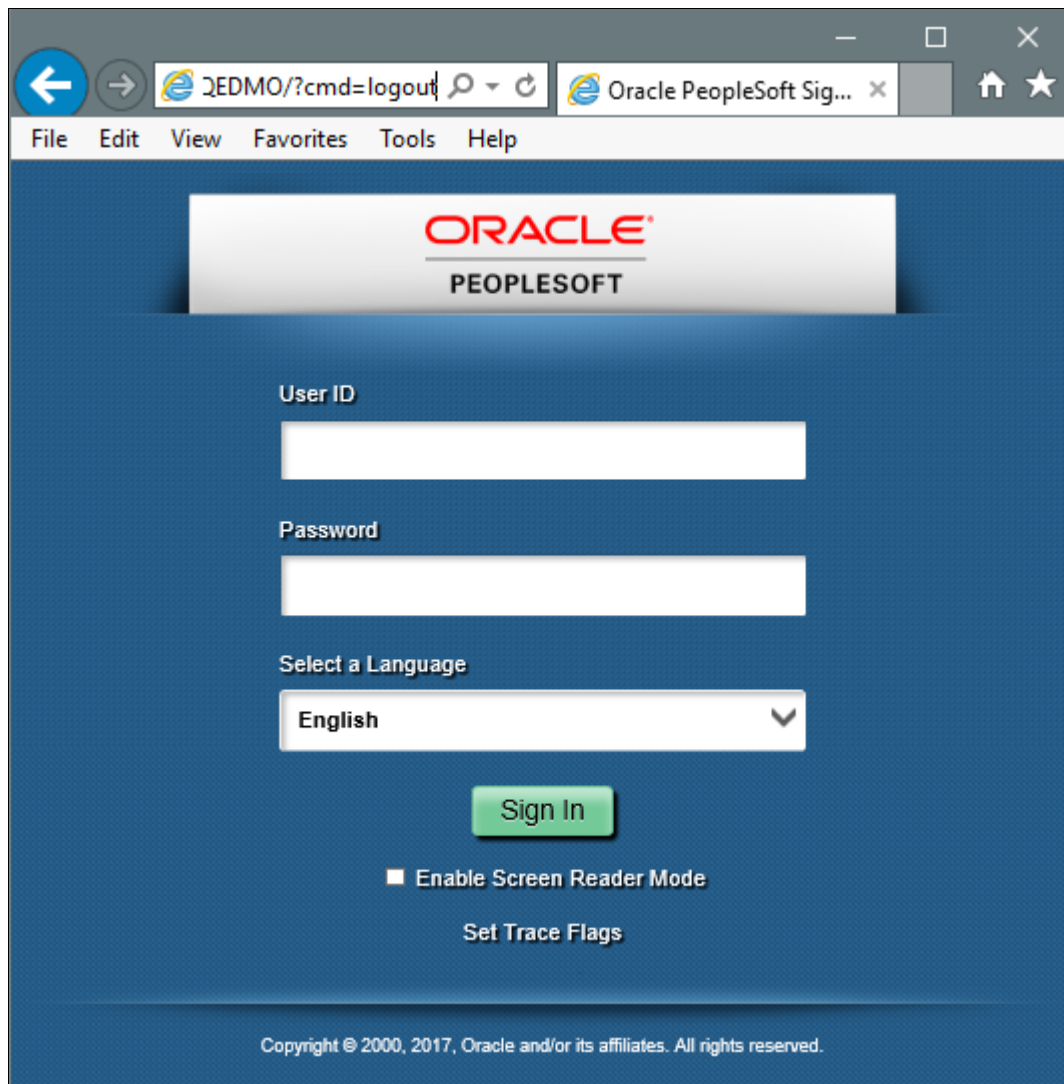 QEDMO/?cmd=logout
Oracle PeopleSoft Sig...
File Edit View Favorites Tools Help
ORACLE®
PEOPLESOFT
User ID
Password
Select a Language
English
Sign In
Enable Screen Reader Mode
Set Trace Flags
Copyright © 2000, 2017, Oracle and/or its affiliates. All rights reserved.